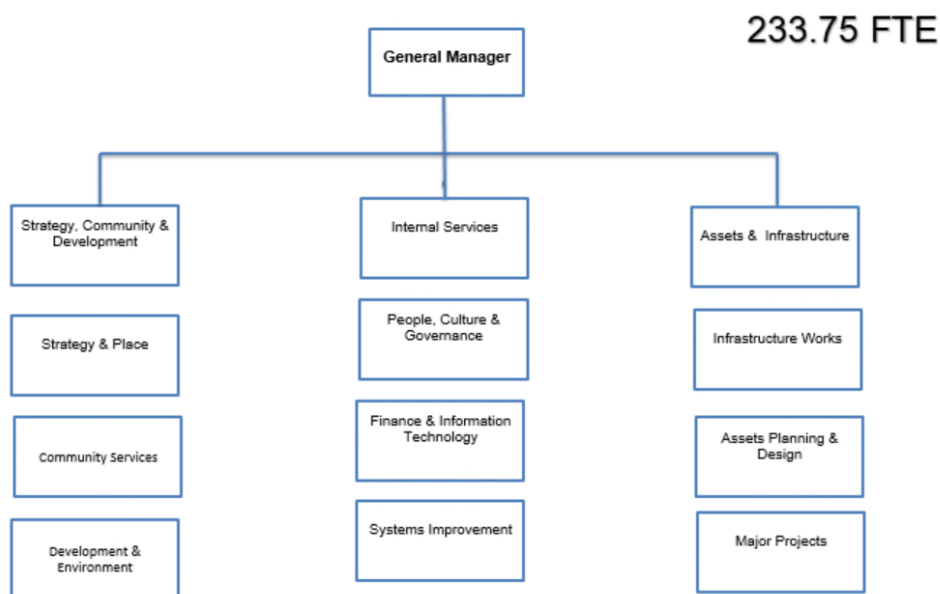 233.75 FTE
General Manager
Strategy, Community &
Development
Internal Services
Assets & Infrastructure
Strategy & Place
People, Culture &
Governance
Infrastructure Works
Community Services
Finance & Information
Technology
Assets Planning &
Design
Development &
Environment
Systems Improvement
Major Projects